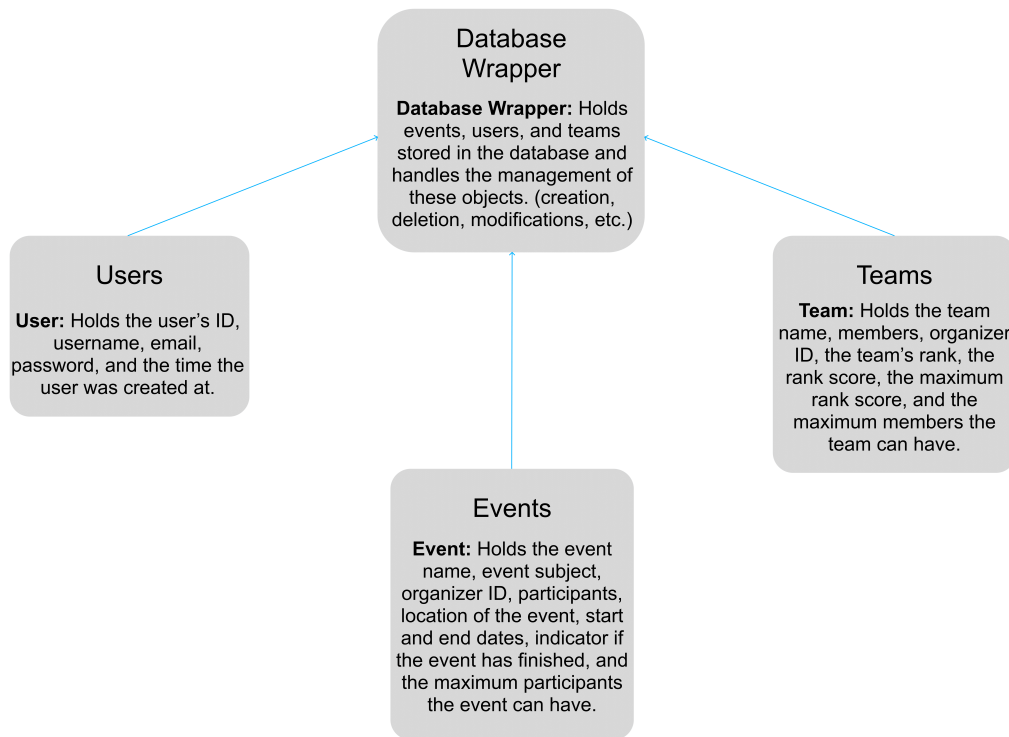 Database
Wrapper
Database Wrapper: Holds
events, users, and teams
stored in the database and
handles the management of
these objects. (creation,
deletion, modifications, etc.)
Users
User: Holds the user’s ID,
username, email,
password, and the time the
user was created at.
Teams
Team: Holds the team
name, members, organizer
ID, the team’s rank, the
rank score, the maximum
rank score, and the
maximum members the
team can have.
Events
Event: Holds the event
name, event subject,
organizer ID, participants,
location of the event, start
and end dates, indicator if
the event has finished, and
the maximum participants
the event can have.